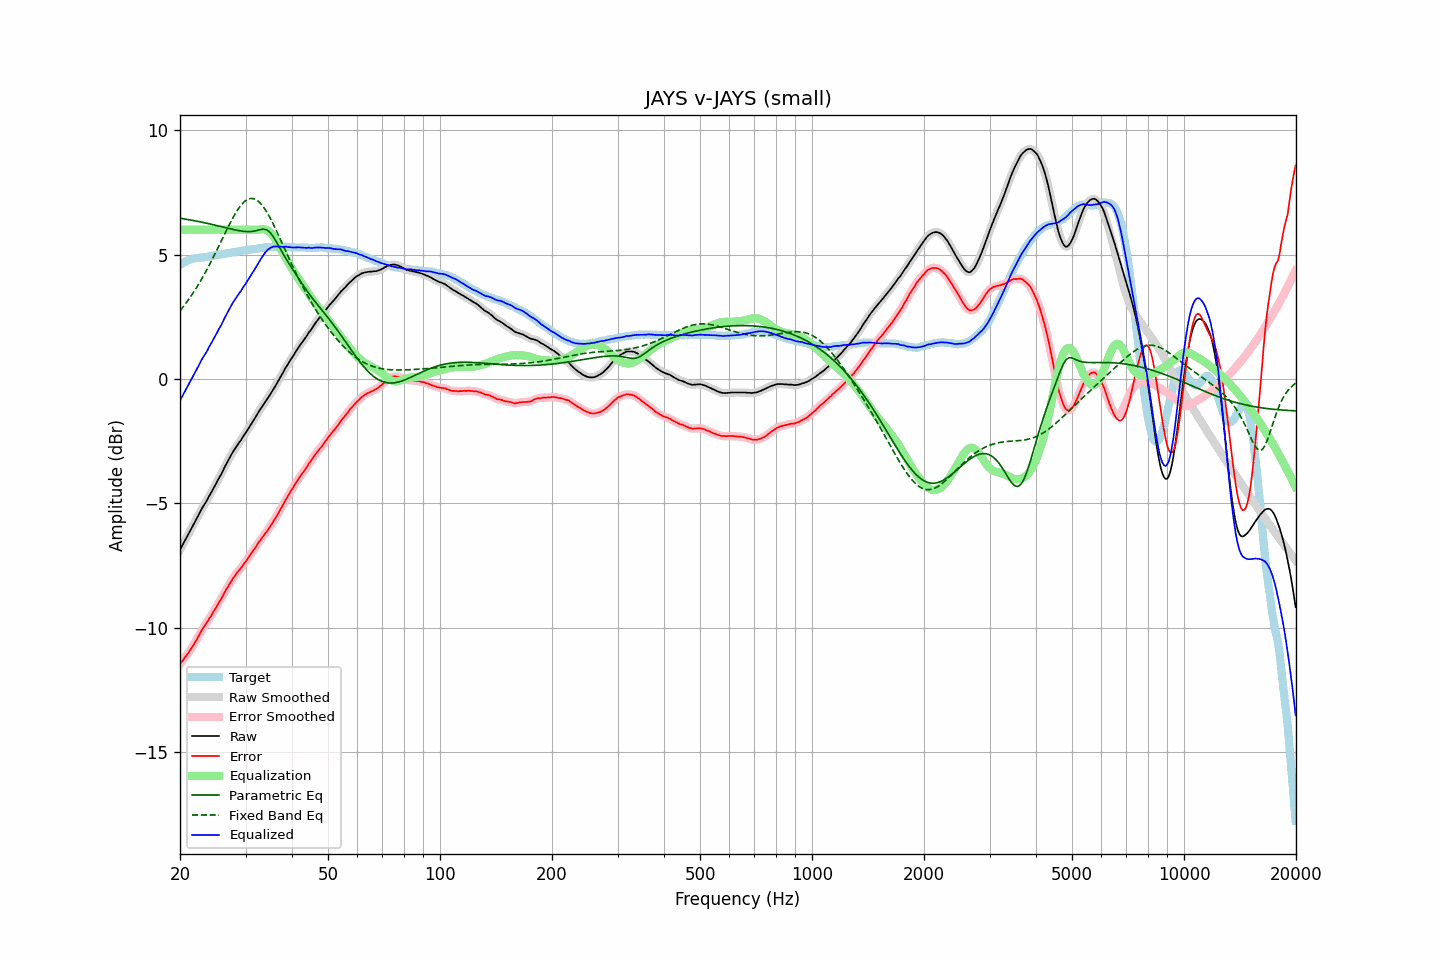 JAYS v-JAYS (small)
10
5
0
−5
−10
−15
Amplitude (dBr)
Target
Raw Smoothed
Error Smoothed
Raw
Error
Equalization
Parametric Eq
Fixed Band Eq
Equalized
20 50 100 200 500 1000 2000 5000 10000 20000
Frequency (Hz)